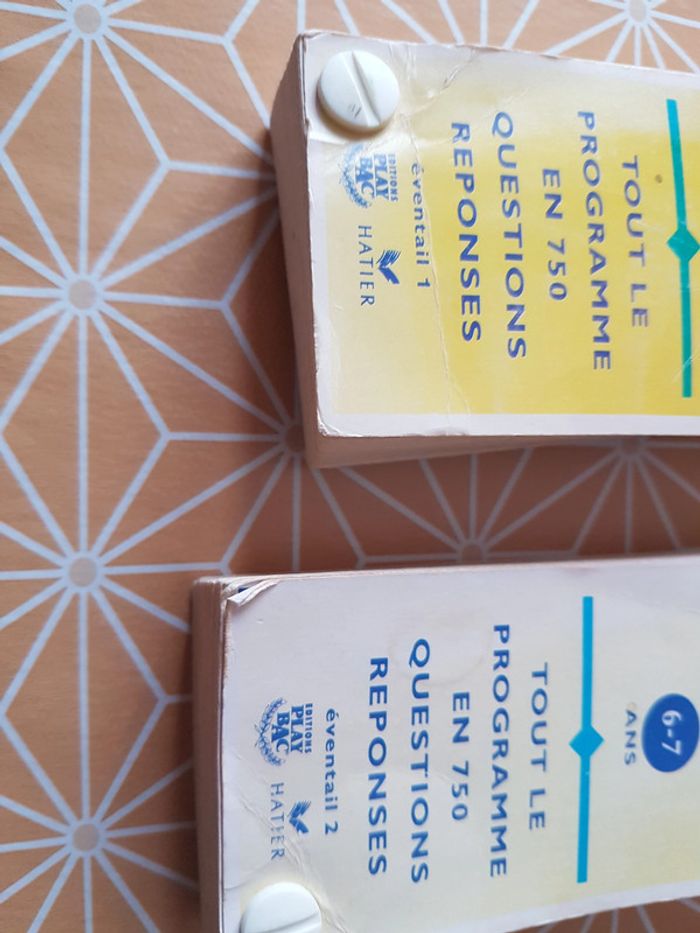 TOUT LE
PROGRAMME
EN 750
QUESTIONS
REPONSES
éventail 1
EDITIONS
PLAY
BAC
HATIER
6-7
ANS
TOUT LE
PROGRAMME
EN 750
QUESTIONS
REPONSES
éventail 2
EDITIONS
PLAY
BAC
HATIER